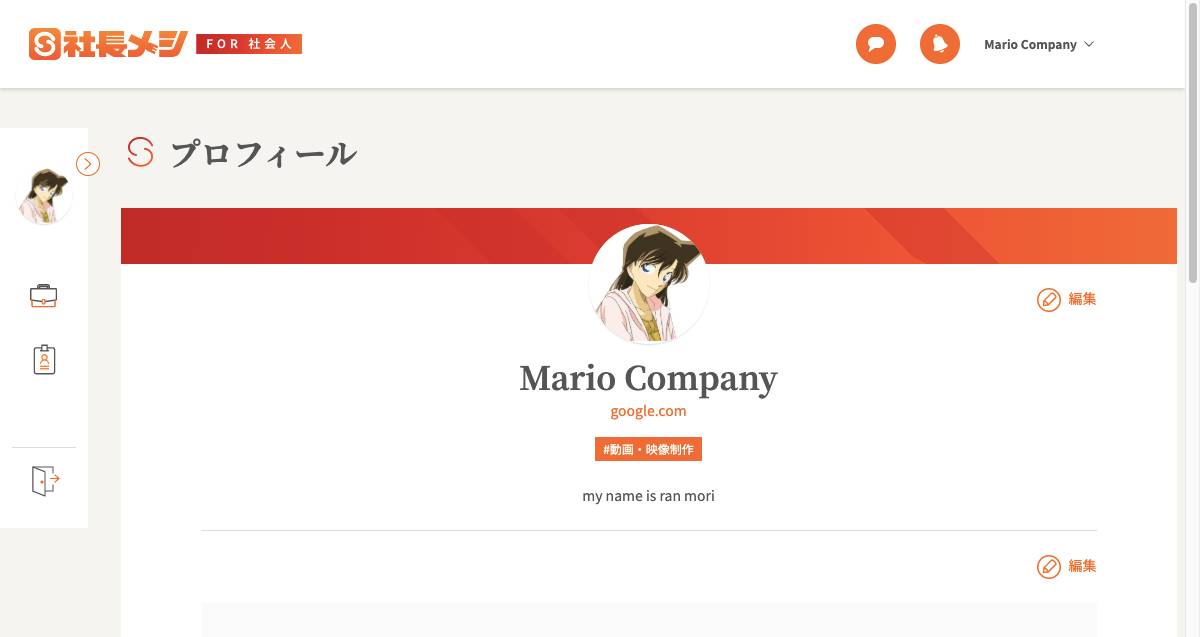 社長メシ FOR 社会人
Mario Company
プロフィール
編集
Mario Company
google.com
#動画・映像制作
my name is ran mori
編集